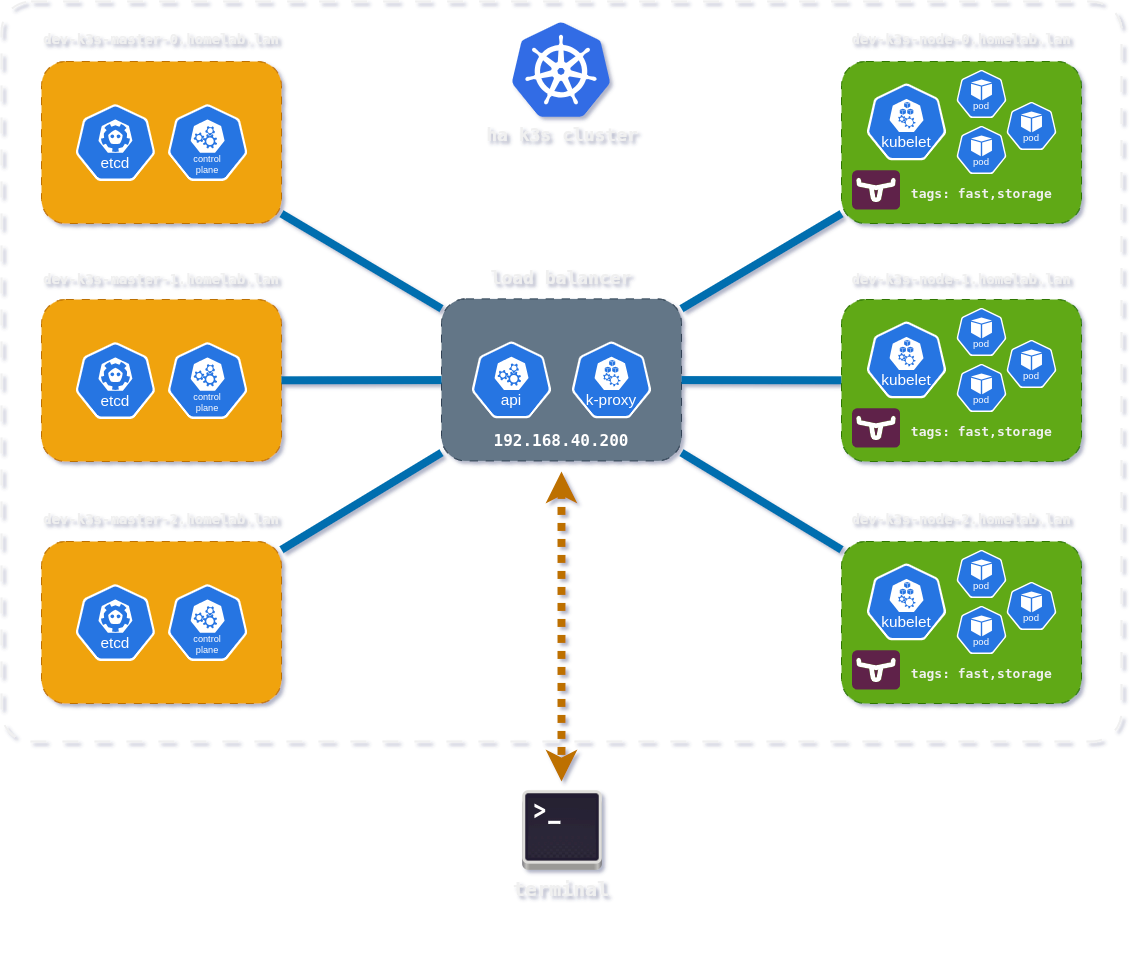 dev-k3s-master-0.homelab.lan
etcd
control
plane
ha k3s cluster
dev-k3s-node-0.homelab.lan
kubelet
pod
pod
pod
tags: fast,storage
dev-k3s-master-1.homelab.lan
etcd
control
plane
load balancer
api
k-proxy
192.168.40.200
dev-k3s-node-1.homelab.lan
kubelet
pod
pod
pod
tags: fast,storage
dev-k3s-master-2.homelab.lan
etcd
control
plane
dev-k3s-node-2.homelab.lan
kubelet
pod
pod
pod
tags: fast,storage
>_
terminal